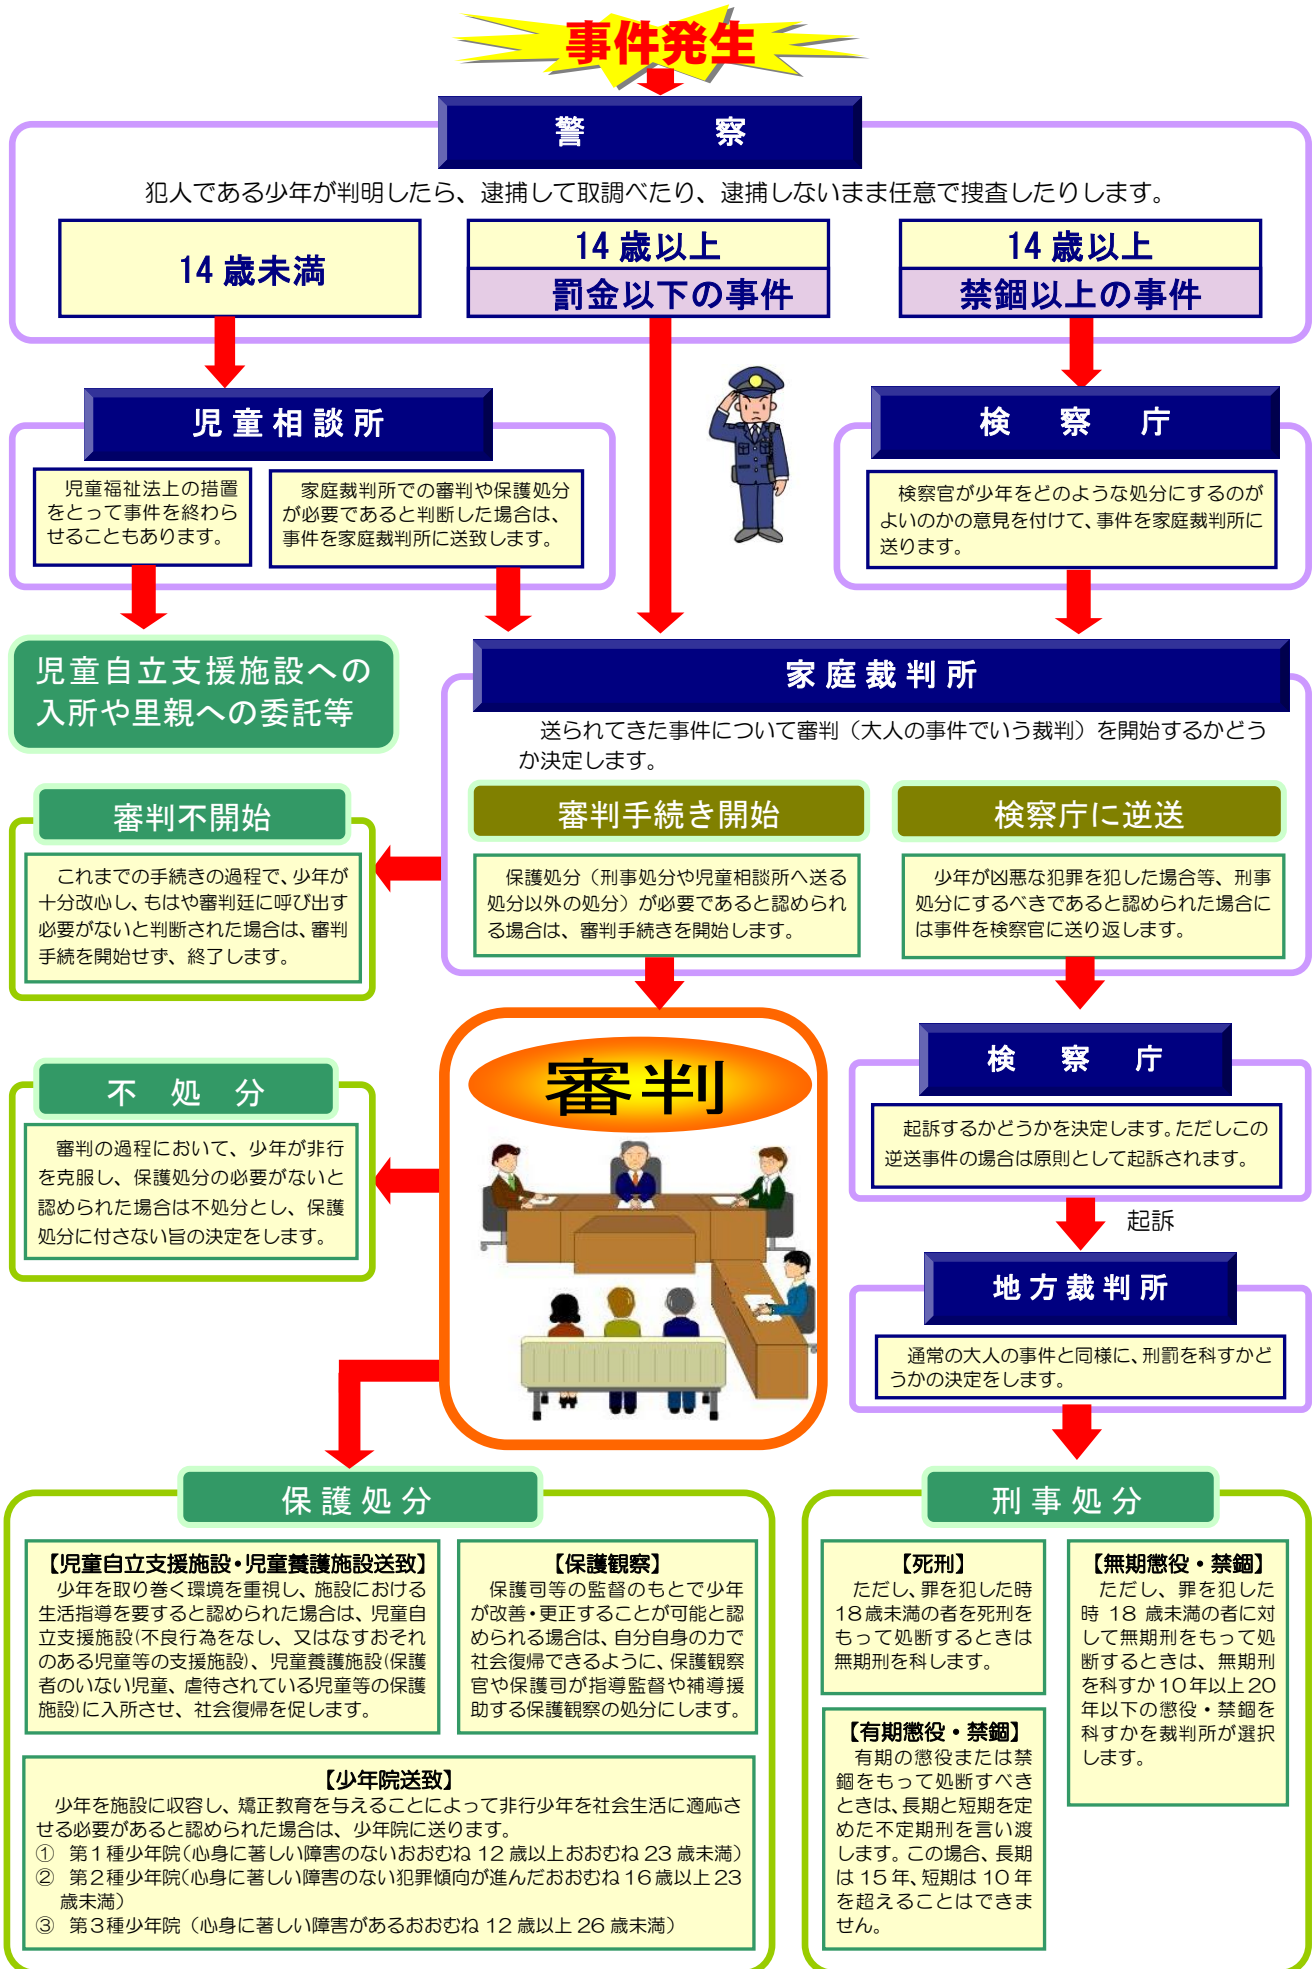 事件発生
警察
犯人である少年が判明したら、逮捕して取調べたり、逮捕しないまま任意で捜査したりします。
14歳未満
14歳以上
罰金以下の事件
14歳以上
禁錮以上の事件
児童相談所
児童福祉法上の措置
をとって事件を終わら
せることもあります。
家庭裁判所での審判や保護処分
が必要であると判断した場合は、
事件を家庭裁判所に送致します。
検察庁
検察官が少年をどのような処分にするのが
よいのかの意見を付けて、事件を家庭裁判所に
送ります。
児童自立支援施設への
入所や里親への委託等
家庭裁判所
送られてきた事件について審判（大人の事件でいう裁判）を開始するかどう
か決定します。
審判不開始
これまでの手続きの過程で、少年が
十分改心し、もはや審判廷に呼び出す
必要がないと判断された場合は、審判
手続を開始せず、終了します。
審判手続き開始
保護処分（刑事処分や児童相談所へ送る
処分以外の処分）が必要であると認められ
る場合は、審判手続きを開始します。
検察庁に逆送
少年が凶悪な犯罪を犯した場合等、刑事
処分にするべきであると認められた場合に
は事件を検察官に送り返します。
審判
不処分
審判の過程において、少年が非行
を克服し、保護処分の必要がないと
認められた場合は不処分とし、保護
処分に付さない旨の決定をします。
検察庁
起訴するかどうかを決定します。ただしこの
逆送事件の場合は原則として起訴されます。
起訴
地方裁判所
通常の大人の事件と同様に、刑罰を科すかど
うかの決定をします。
保護処分
【児童自立支援施設・児童養護施設送致】
少年を取り巻く環境を重視し、施設における
生活指導を要すると認められた場合は、児童自
立支援施設(不良行為をなし、又はなすおそれ
のある児童等の支援施設)、児童養護施設(保護
者のいない児童、虐待されている児童等の保護
施設)に入所させ、社会復帰を促します。
【保護観察】
保護司等の監督のもとで少年
が改善・更正することが可能と認
められる場合は、自分自身の力で
社会復帰できるように、保護観察
官や保護司が指導監督や補導援
助する保護観察の処分にします。
【少年院送致】
少年を施設に収容し、矯正教育を与えることによって非行少年を社会生活に適応さ
せる必要があると認められた場合は、少年院に送ります。
① 第１種少年院(心身に著しい障害のないおおむね 12 歳以上おおむね 23 歳未満)
② 第２種少年院(心身に著しい障害のない犯罪傾向が進んだおおむね 16 歳以上 23
歳未満)
③ 第３種少年院（心身に著しい障害があるおおむね 12 歳以上 26 歳未満）
刑事処分
【死刑】
ただし、罪を犯した時
18歳未満の者を死刑を
もって処断するときは
無期刑を科します。
【有期懲役・禁錮】
有期の懲役または禁
錮をもって処断すべき
ときは、長期と短期を定
めた不定期刑を言い渡
します。この場合、長期
は 15 年、短期は 10 年
を超えることはできま
せん。
【無期懲役・禁錮】
ただし、罪を犯した
時 18 歳未満の者に対
して無期刑をもって処
断するときは、無期刑
を科すか10年以上20
年以下の懲役・禁錮を
科すかを裁判所が選択
します。